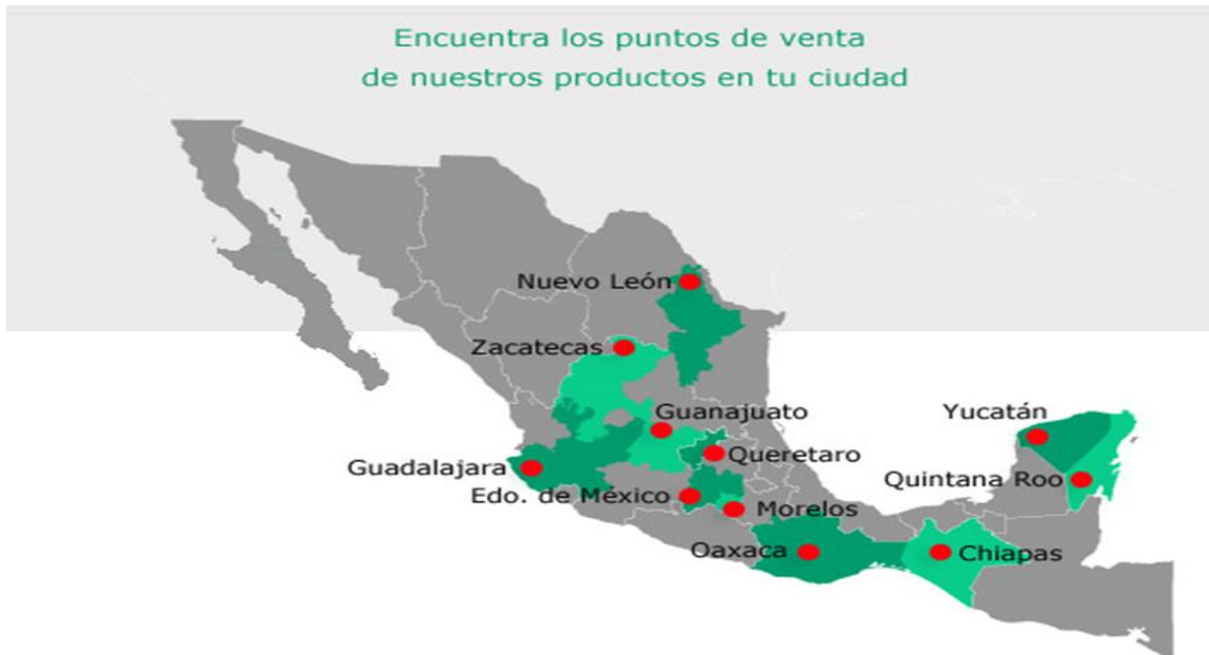 Encuentra los puntos de venta
de nuestros productos en tu ciudad
Nuevo León
Zacatecas
Guanajuato
Yucatán
Queretaro
Guadalajara
Quintana Roo
Edo. de México
Morelos
Oaxaca
Chiapas